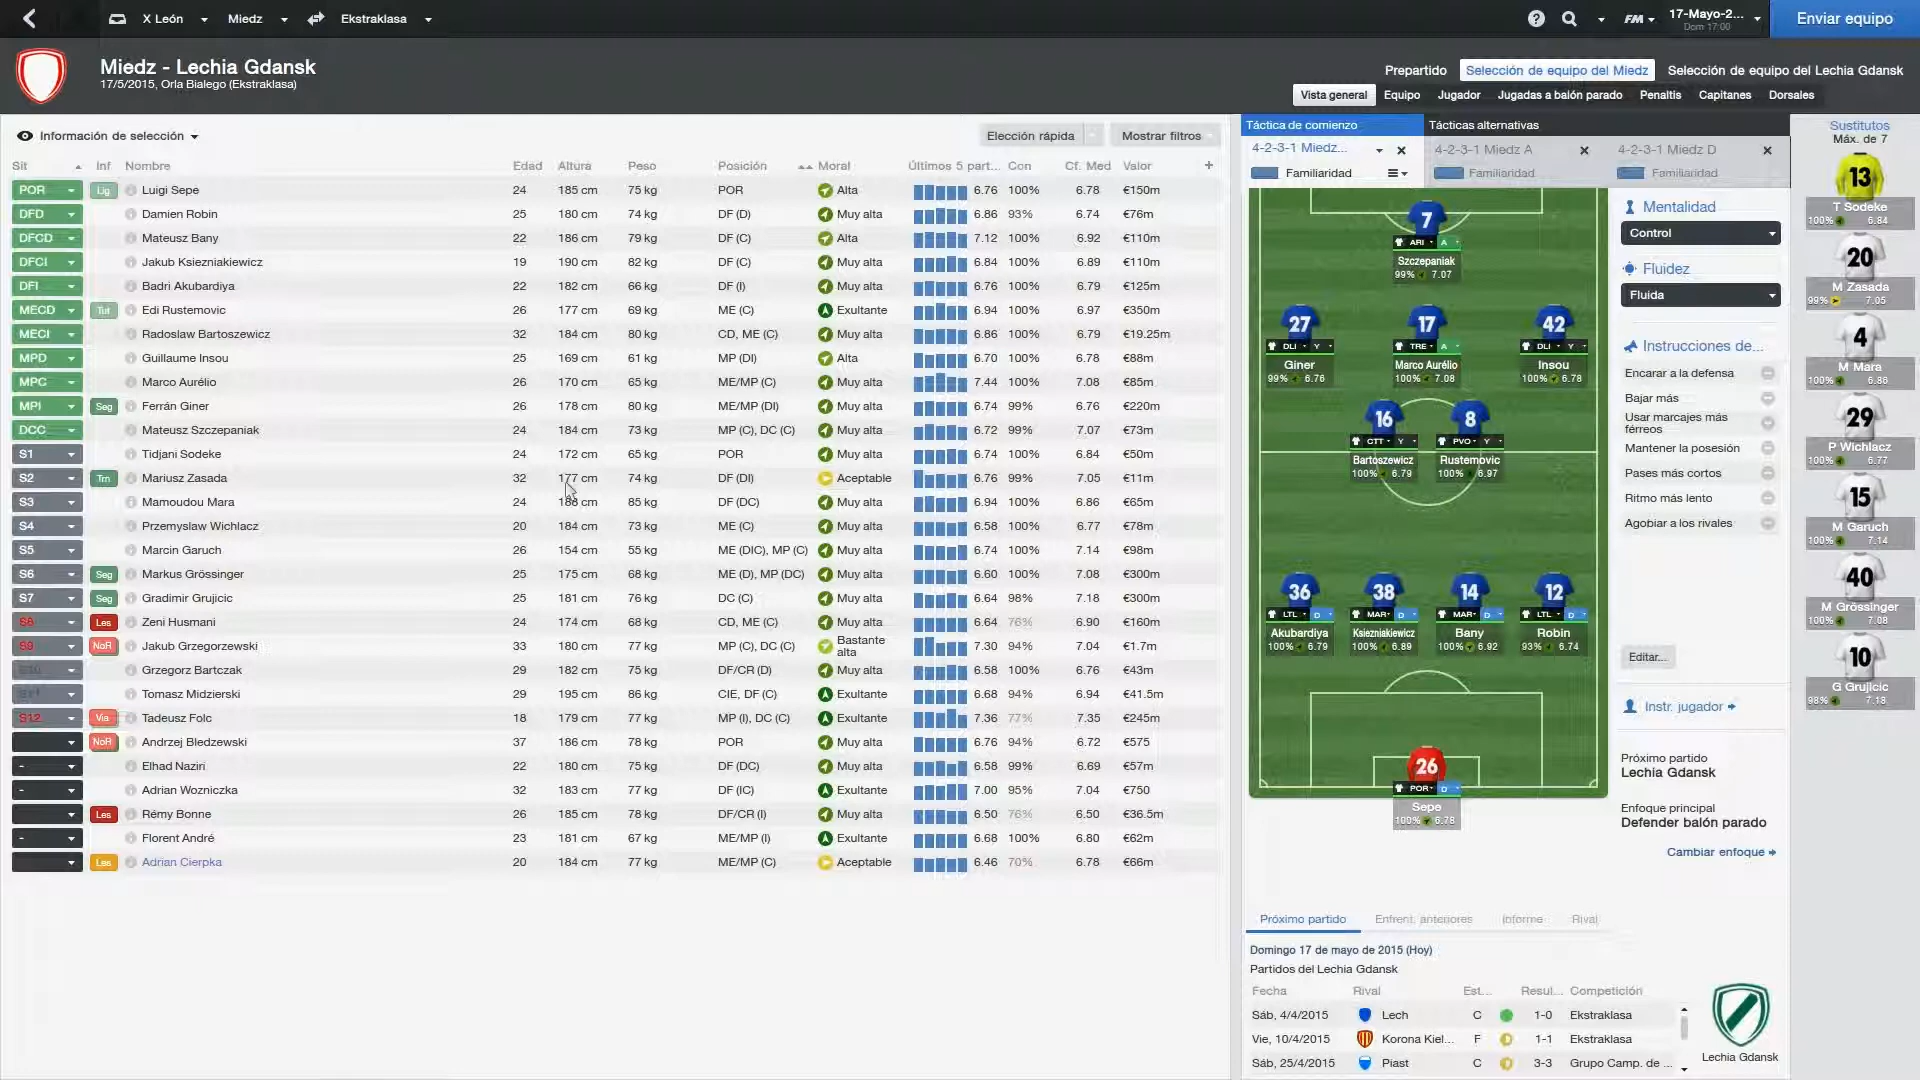 X León Miedz Ekstraklasa FM 17-Mayo-2... Dom 17:00 Enviar equipo
Miedz - Lechia Gdansk
17/5/2015, Orla Bialego (Ekstraklasa)
Prepartido Selección de equipo del Miedz Selección de equipo del Lechia Gdansk
Vista general Equipo Jugador Jugadas a balón parado Penaltis Capitanes Dorsales
Información de selección Elección rápida Mostrar filtros
Sit Inf Nombre Edad Altura Peso Posición Moral Últimos 5 part... Con Cf. Med Valor +
POR Lig Luigi Sepe 24 185 cm 75 kg POR Alta 6.76 100% 6.78 €150m
DFD Damien Robin 25 180 cm 74 kg DF (D) Muy alta 6.86 93% 6.74 €76m
DFCD Mateusz Bany 22 186 cm 79 kg DF (C) Alta 7.12 100% 6.92 €110m
DFCI Jakub Ksiezniakiewicz 19 190 cm 82 kg DF (C) Muy alta 6.84 100% 6.89 €110m
DFI Badri Akubardiya 22 182 cm 66 kg DF (I) Muy alta 6.76 100% 6.79 €125m
MECD Tut Edi Rustemovic 26 177 cm 69 kg ME (C) Exultante 6.94 100% 6.97 €350m
MECI Radoslaw Bartoszewicz 32 184 cm 80 kg CD, ME (C) Muy alta 6.86 100% 6.79 €19.25m
MPD Guillaume Insou 25 169 cm 61 kg MP (DI) Alta 6.70 100% 6.78 €88m
MPC Marco Aurélio 26 170 cm 65 kg ME/MP (C) Muy alta 7.44 100% 7.08 €85m
MPI Seg Ferrán Giner 26 178 cm 80 kg ME/MP (DI) Muy alta 6.74 99% 6.76 €220m
DCC Mateusz Szczepaniak 24 184 cm 73 kg MP (C), DC (C) Muy alta 6.72 99% 7.07 €73m
S1 Tidjani Sodeke 24 172 cm 65 kg POR Muy alta 6.74 100% 6.84 €50m
S2 Trn Mariusz Zasada 32 177 cm 74 kg DF (DI) Aceptable 6.76 99% 7.05 €11m
S3 Mamoudou Mara 24 188 cm 85 kg DF (DC) Muy alta 6.94 100% 6.86 €65m
S4 Przemyslaw Wichlacz 20 184 cm 73 kg ME (C) Muy alta 6.58 100% 6.77 €78m
S5 Marcin Garuch 26 154 cm 55 kg ME (DIC), MP (C) Muy alta 6.74 100% 7.14 €98m
S6 Seg Markus Grössinger 25 175 cm 68 kg ME (D), MP (DC) Muy alta 6.60 100% 7.08 €300m
S7 Seg Gradimir Grujicic 25 181 cm 76 kg DC (C) Muy alta 6.64 98% 7.18 €300m
S8 Les Zeni Husmani 24 174 cm 68 kg CD, ME (C) Muy alta 6.64 76% 6.90 €160m
S9 NoR Jakub Grzegorzewski 33 180 cm 77 kg MP (C), DC (C) Bastante alta 7.30 94% 7.04 €1.7m
S10 Grzegorz Bartczak 29 182 cm 75 kg DF/CR (D) Muy alta 6.58 100% 6.76 €43m
S11 Tomasz Midzierski 29 195 cm 86 kg CIE, DF (C) Exultante 6.68 94% 6.94 €41.5m
S12 Via Tadeusz Folc 18 179 cm 77 kg MP (I), DC (C) Exultante 7.36 77% 7.35 €245m
NoR Andrzej Bledzewski 37 186 cm 78 kg POR Muy alta 6.76 94% 6.72 €575
- Elhad Naziri 22 180 cm 75 kg DF (DC) Muy alta 6.58 99% 6.69 €57m
- Adrian Wozniczka 32 183 cm 77 kg DF (IC) Exultante 7.00 95% 7.04 €750
Les Rémy Bonne 26 185 cm 78 kg DF/CR (I) Muy alta 6.50 76% 6.50 €36.5m
- Florent André 23 181 cm 67 kg ME/MP (I) Exultante 6.68 100% 6.80 €62m
Les Adrian Cierpka 20 184 cm 77 kg ME/MP (C) Aceptable 6.46 70% 6.78 €66m
Táctica de comienzo Tácticas alternativas
4-2-3-1 Miedz... 4-2-3-1 Miedz A 4-2-3-1 Miedz D
Familiaridad Familiaridad Familiaridad
7
ARI A
Szczepaniak
99% 7.07
27 17 42
DLI Y TRE A DLI Y
Giner Marco Aurélio Insou
99% 6.76 100% 7.08 100% 6.78
16 8
CTT Y PVO Y
Bartoszewicz Rustemovic
100% 6.79 100% 6.97
36 38 14 12
LTL D MAR D MAR D LTL D
Akubardiya Ksiezniakiewicz Bany Robin
100% 6.79 100% 6.89 100% 6.92 93% 6.74
26
POR D
Sepe
100% 6.78
Mentalidad
Control
Fluidez
Fluida
Instrucciones de...
Encarar a la defensa
Bajar más
Usar marcajes más
férreos
Mantener la posesión
Pases más cortos
Ritmo más lento
Agobiar a los rivales
Editar...
Instr. jugador
Próximo partido
Lechia Gdansk
Enfoque principal
Defender balón parado
Cambiar enfoque
Sustitutos
Máx. de 7
13
T Sodeke
100% 6.84
20
M Zasada
99% 7.05
4
M Mara
100% 6.86
29
P Wichlacz
100% 6.77
15
M Garuch
100% 7.14
40
M Grössinger
100% 7.08
10
G Grujicic
98% 7.18
Próximo partido Enfrent. anteriores Informe Rival
Domingo 17 de mayo de 2015 (Hoy)
Partidos del Lechia Gdansk
Fecha Rival Est... Resul... Competición
Sáb, 4/4/2015 Lech C 1-0 Ekstraklasa
Vie, 10/4/2015 Korona Kiel... F 1-1 Ekstraklasa
Sáb, 25/4/2015 Piast C 3-3 Grupo Camp. de ...
Lechia Gdansk